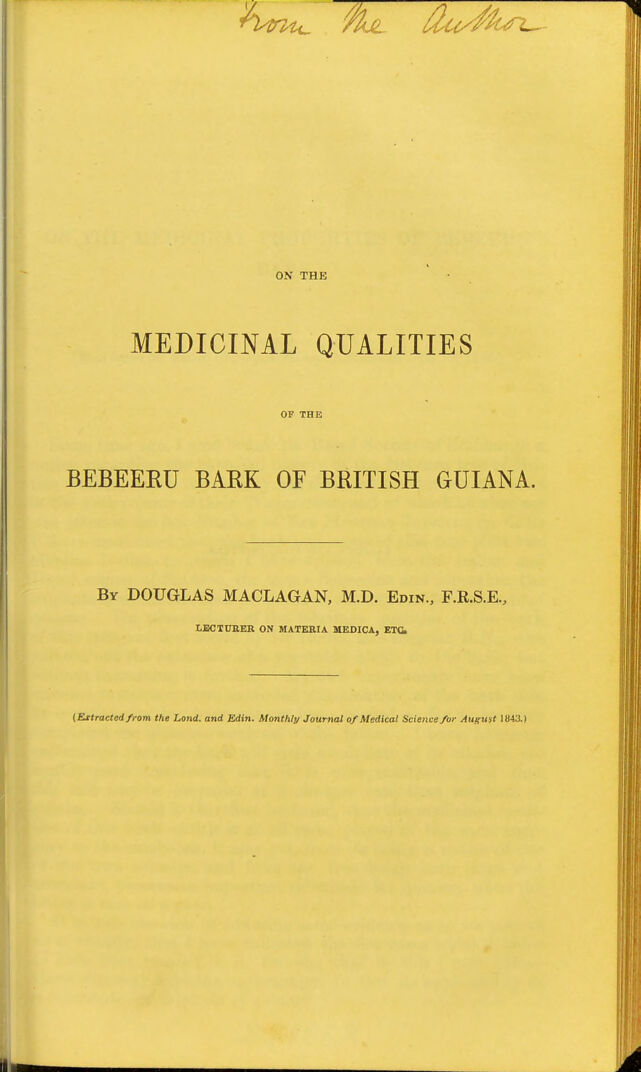 From the Author
ON THE
MEDICINAL QUALITIES
OF THE
BEBEERU BARK OF BRITISH GUIANA.
By DOUGLAS MACLAGAN, M.D. Edin., F.R.S.E.,
LECTURER ON MATERIA MEDICA, ETC.
(Extracted from the Lond. and Edin. Monthly Journal of Medical Science for August 1843.)